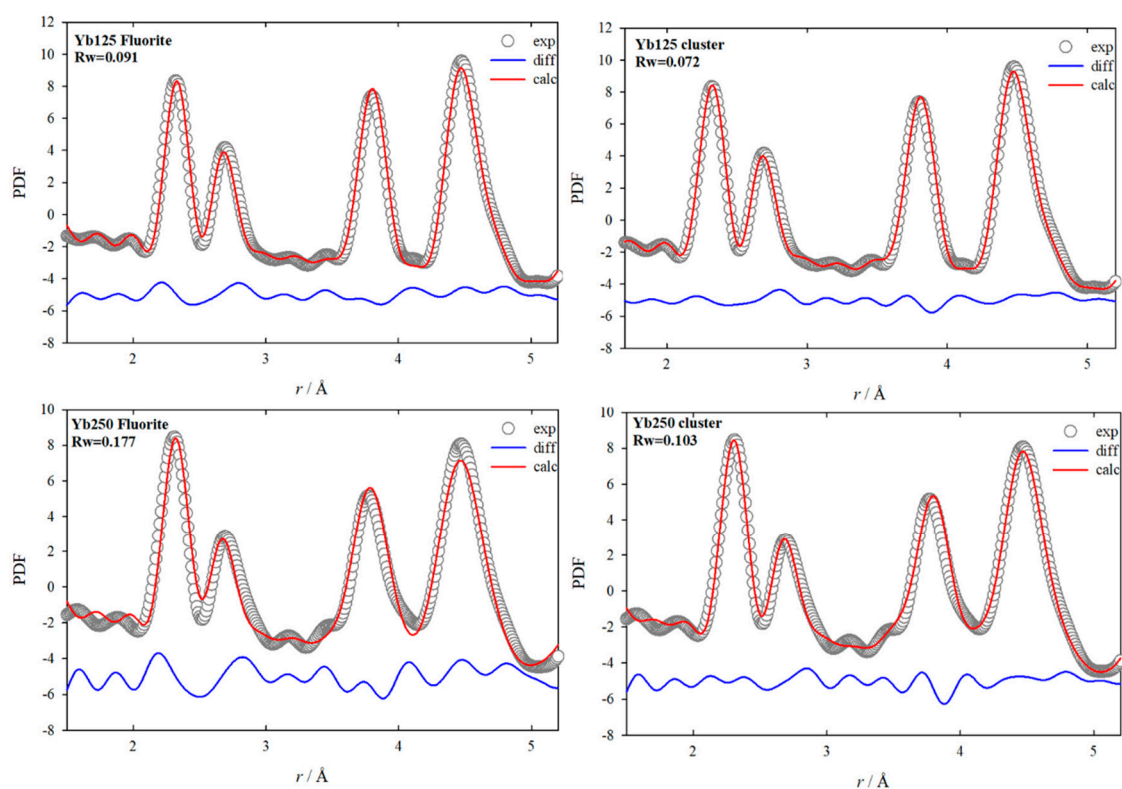 Yb125 Fluorite
Rw=0.091
exp
diff
calc
12
10
8
6
4
2
0
-2
-4
-6
-8
PDF
2
3
4
5
r / Å
Yb125 cluster
Rw=0.072
exp
diff
calc
12
10
8
6
4
2
0
-2
-4
-6
-8
PDF
2
3
4
5
r / Å
Yb250 Fluorite
Rw=0.177
exp
diff
calc
10
8
6
4
2
0
-2
-4
-6
-8
PDF
2
3
4
5
r / Å
Yb250 cluster
Rw=0.103
exp
diff
calc
10
8
6
4
2
0
-2
-4
-6
-8
PDF
2
3
4
5
r / Å